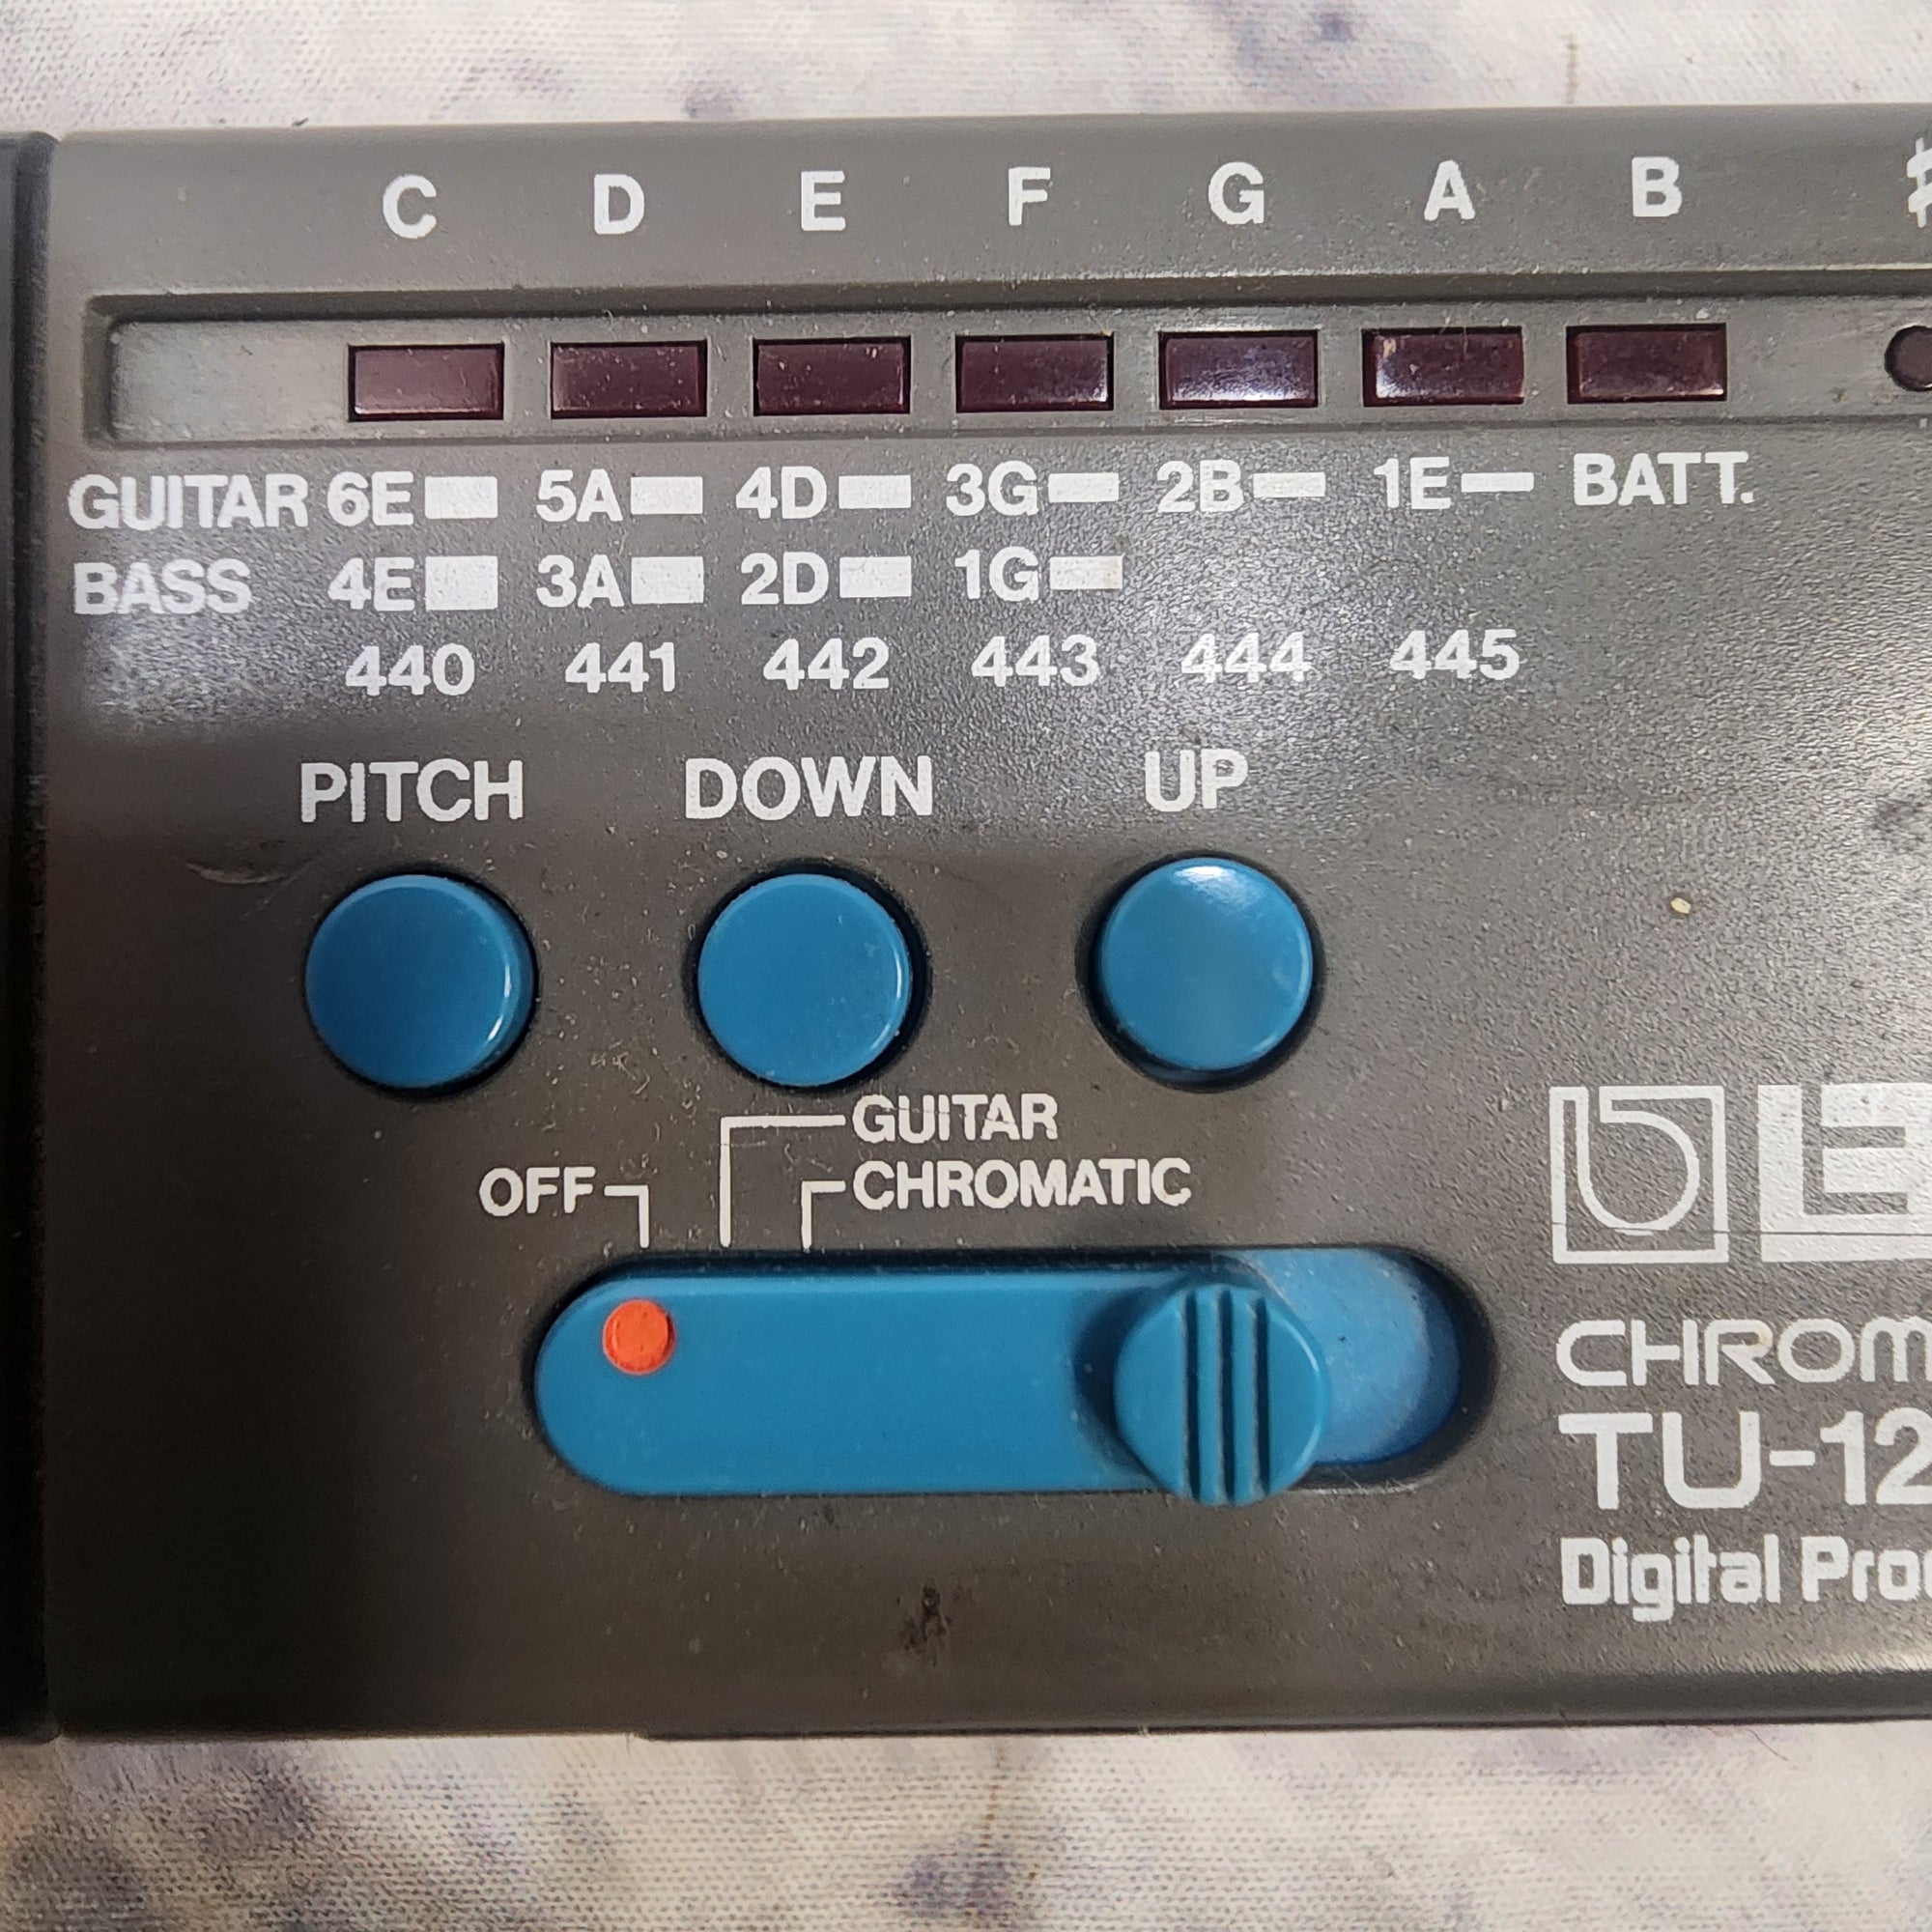 C D E F G A B ♯
GUITAR 6E 5A 4D 3G 2B 1E BATT.
BASS 4E 3A 2D 1G
440 441 442 443 444 445
PITCH DOWN UP
GUITAR
OFF CHROMATIC
CHROM
TU-12
Digital Pro